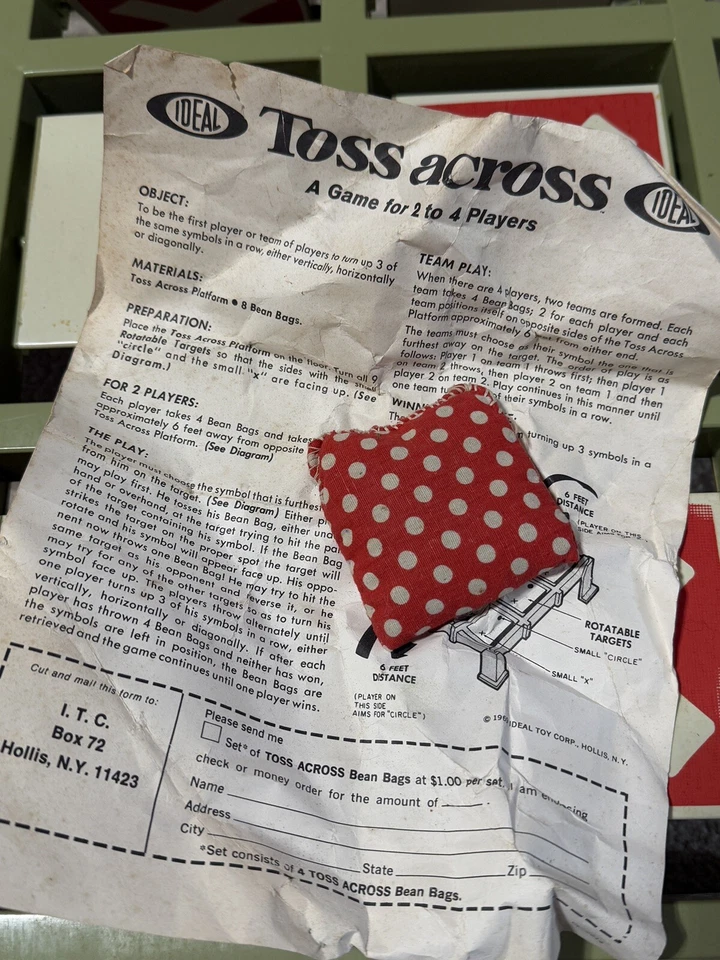 IDEAL Toss across IDEAL
A Game for 2 to 4 Players
OBJECT:
To be the first player or team of players to turn up 3 of
the same symbols in a row, either vertically, horizontally
or diagonally.
MATERIALS:
Toss Across Platform • 8 Bean Bags.
PREPARATION:
Place the Toss Across Platform on the floor. Turn all 9
Rotatable Targets so that the sides with the small
"circle" and the small "x" are facing up. (See
Diagram.)
FOR 2 PLAYERS:
Each player takes 4 Bean Bags and takes
approximately 6 feet away from opposite
Toss Across Platform. (See Diagram)
THE PLAY:
The player must choose the symbol that is furthest
from him on the target. (See Diagram) Either
may play first. He tosses his Bean Bag, either
hand or overhand, at the target trying to hit the
of the target containing his symbol. If the Bean Bag
strikes the target on the proper spot the target will
rotate and his symbol will appear face up. His oppo-
nent now throws one Bean Bag! He may try to hit the
same target as his opponent and reverse it, or he
may try for any of the other targets so as to turn his
symbol face up. The players throw alternately until
one player turns up 3 of his symbols in a row, either
vertically, horizontally or diagonally. If after each
player has thrown 4 Bean Bags and neither has won,
the symbols are left in position, the Bean Bags are
retrieved and the game continues until one player wins.
TEAM PLAY:
When there are 4 players, two teams are formed. Each
team takes 4 Bean Bags; 2 for each player and each
team positions itself on opposite sides of the Toss Across
Platform approximately 6 feet from either end.
The teams must choose as their symbol the one that is
furthest away on the target. The order of play is as
follows: Player 1 on team 1 throws first; then player 1
on team 2 throws, then player 2 on team 1 and then
player 2 on team 2. Play continues in this manner until
one team turns up 3 of their symbols in a row.
WINN
The turning up 3 symbols in a
6 FEET
DISTANCE
(PLAYER ON THIS
SIDE AIMS
ROTATABLE
TARGETS
SMALL "CIRCLE"
SMALL "X"
6 FEET
DISTANCE
(PLAYER ON
THIS SIDE
AIMS FOR "CIRCLE")
© IDEAL TOY CORP., HOLLIS, N.Y.
Cut and mail this form to:
I. T. C.
Box 72
Hollis, N.Y. 11423
Please send me
Set* of TOSS ACROSS Bean Bags at $1.00 per set. I am enclosing
check or money order for the amount of
Name
Address
City State Zip
*Set consists of 4 TOSS ACROSS Bean Bags.